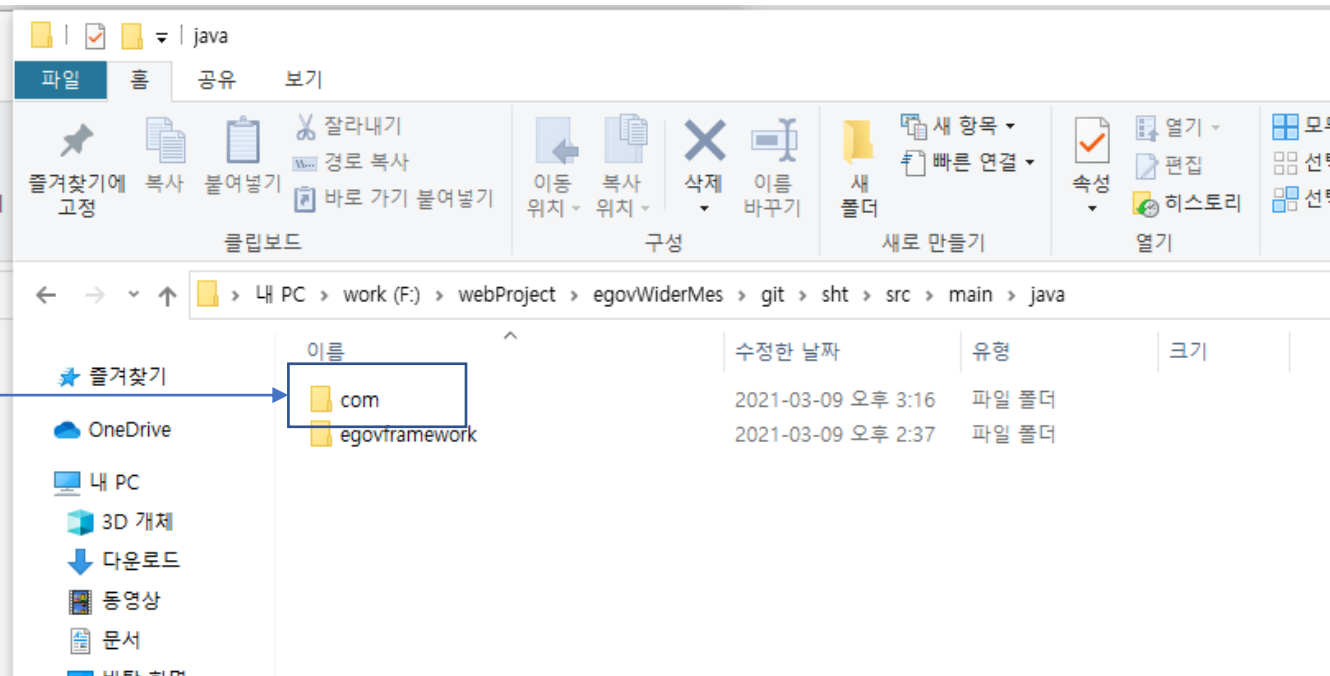 java
파일 홈 공유 보기
즐겨찾기에 고정
복사
붙여넣기
잘라내기
경로 복사
바로 가기 붙여넣기
클립보드
이동 위치
복사 위치
삭제
이름 바꾸기
구성
새 폴더
새 항목
빠른 연결
새로 만들기
속성
열기
편집
히스토리
열기
내 PC > work (F:) > webProject > egovWiderMes > git > sht > src > main > java
이름 수정한 날짜 유형 크기
com 2021-03-09 오후 3:16 파일 폴더
egovframework 2021-03-09 오후 2:37 파일 폴더
즐겨찾기
OneDrive
내 PC
3D 개체
다운로드
동영상
문서